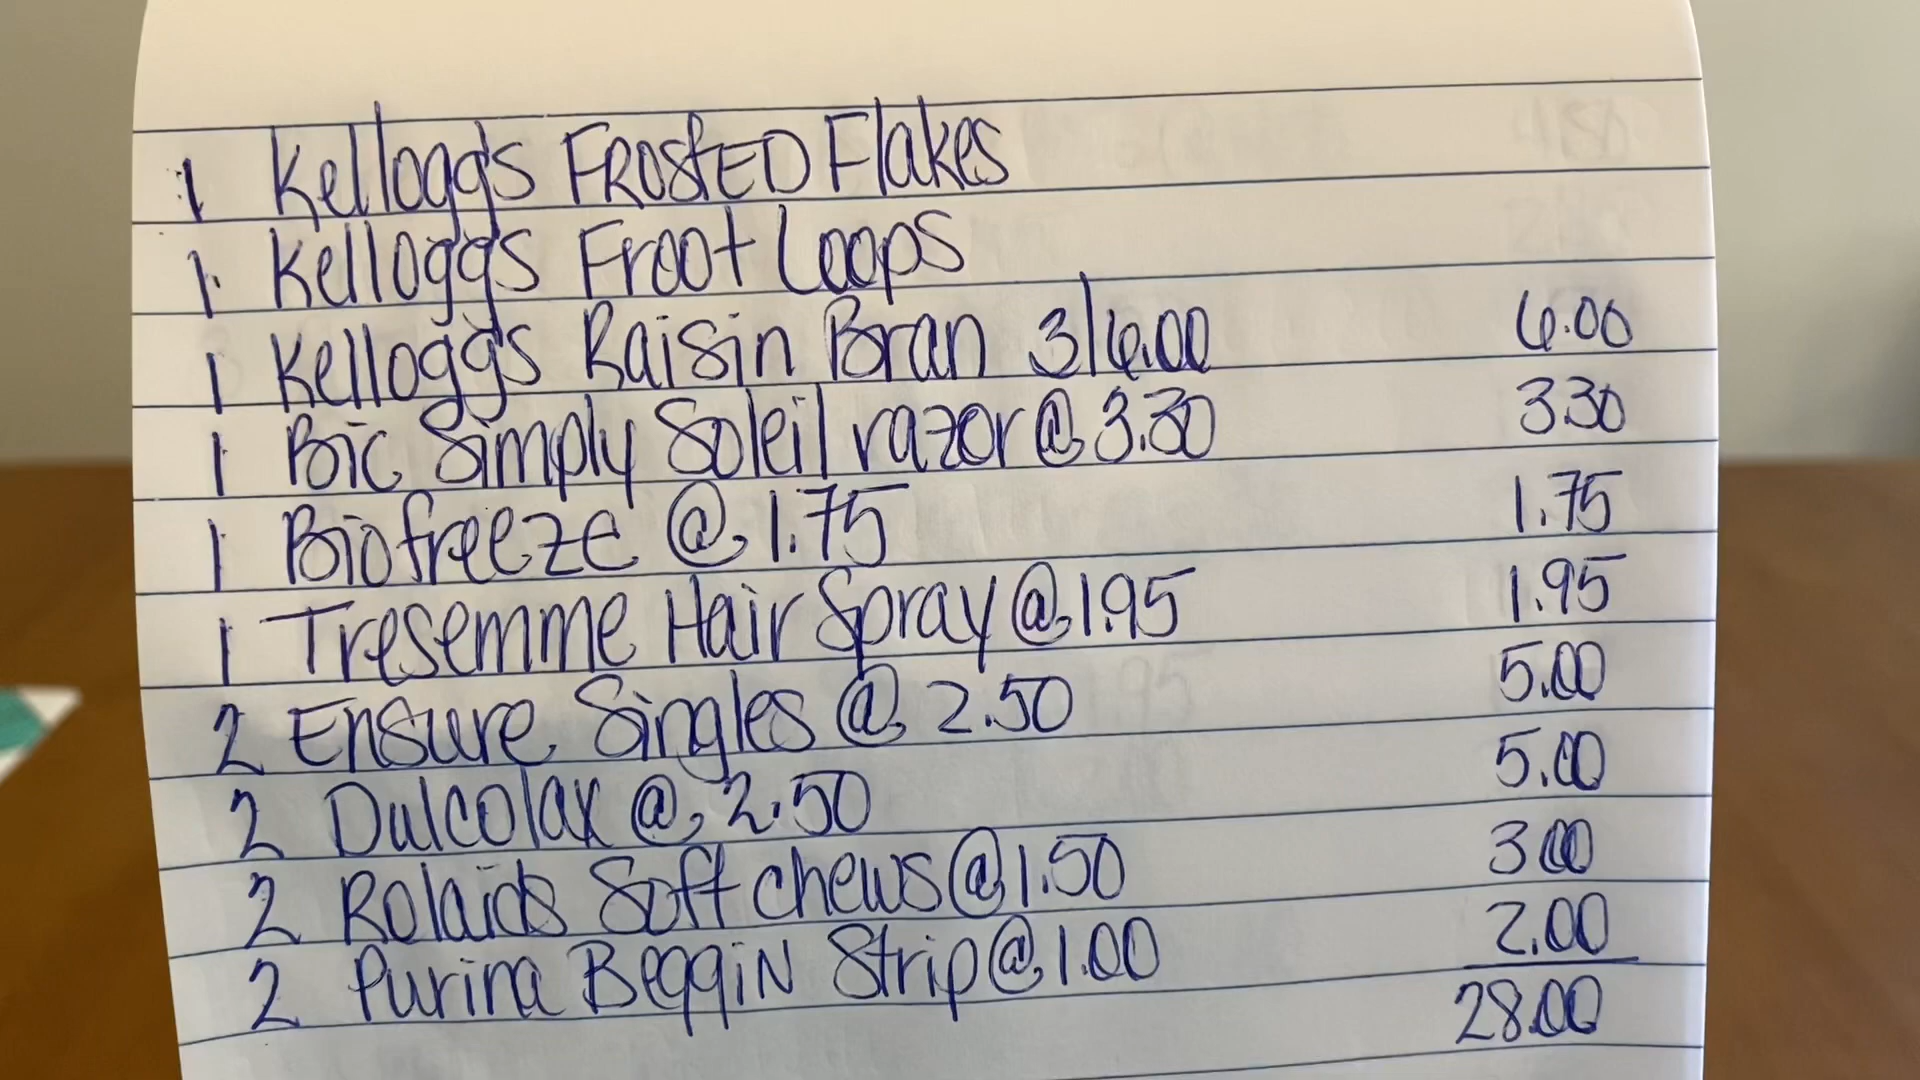 1 Kellogg's FROSTED Flakes
1 Kellogg's Froot Loops
1 Kellogg's Raisin Bran 3/6.00 6.00
1 Bic Simply Soleil razor @ 3.30 3.30
1 Biofreeze @ 1.75 1.75
1 Tresemme Hair Spray @ 1.95 1.95
2 Ensure Singles @ 2.50 5.00
2 Dulcolax @ 2.50 5.00
2 Rolaids Soft chews @ 1.50 3.00
2 Purina BeggiN Strip @ 1.00 2.00
28.00